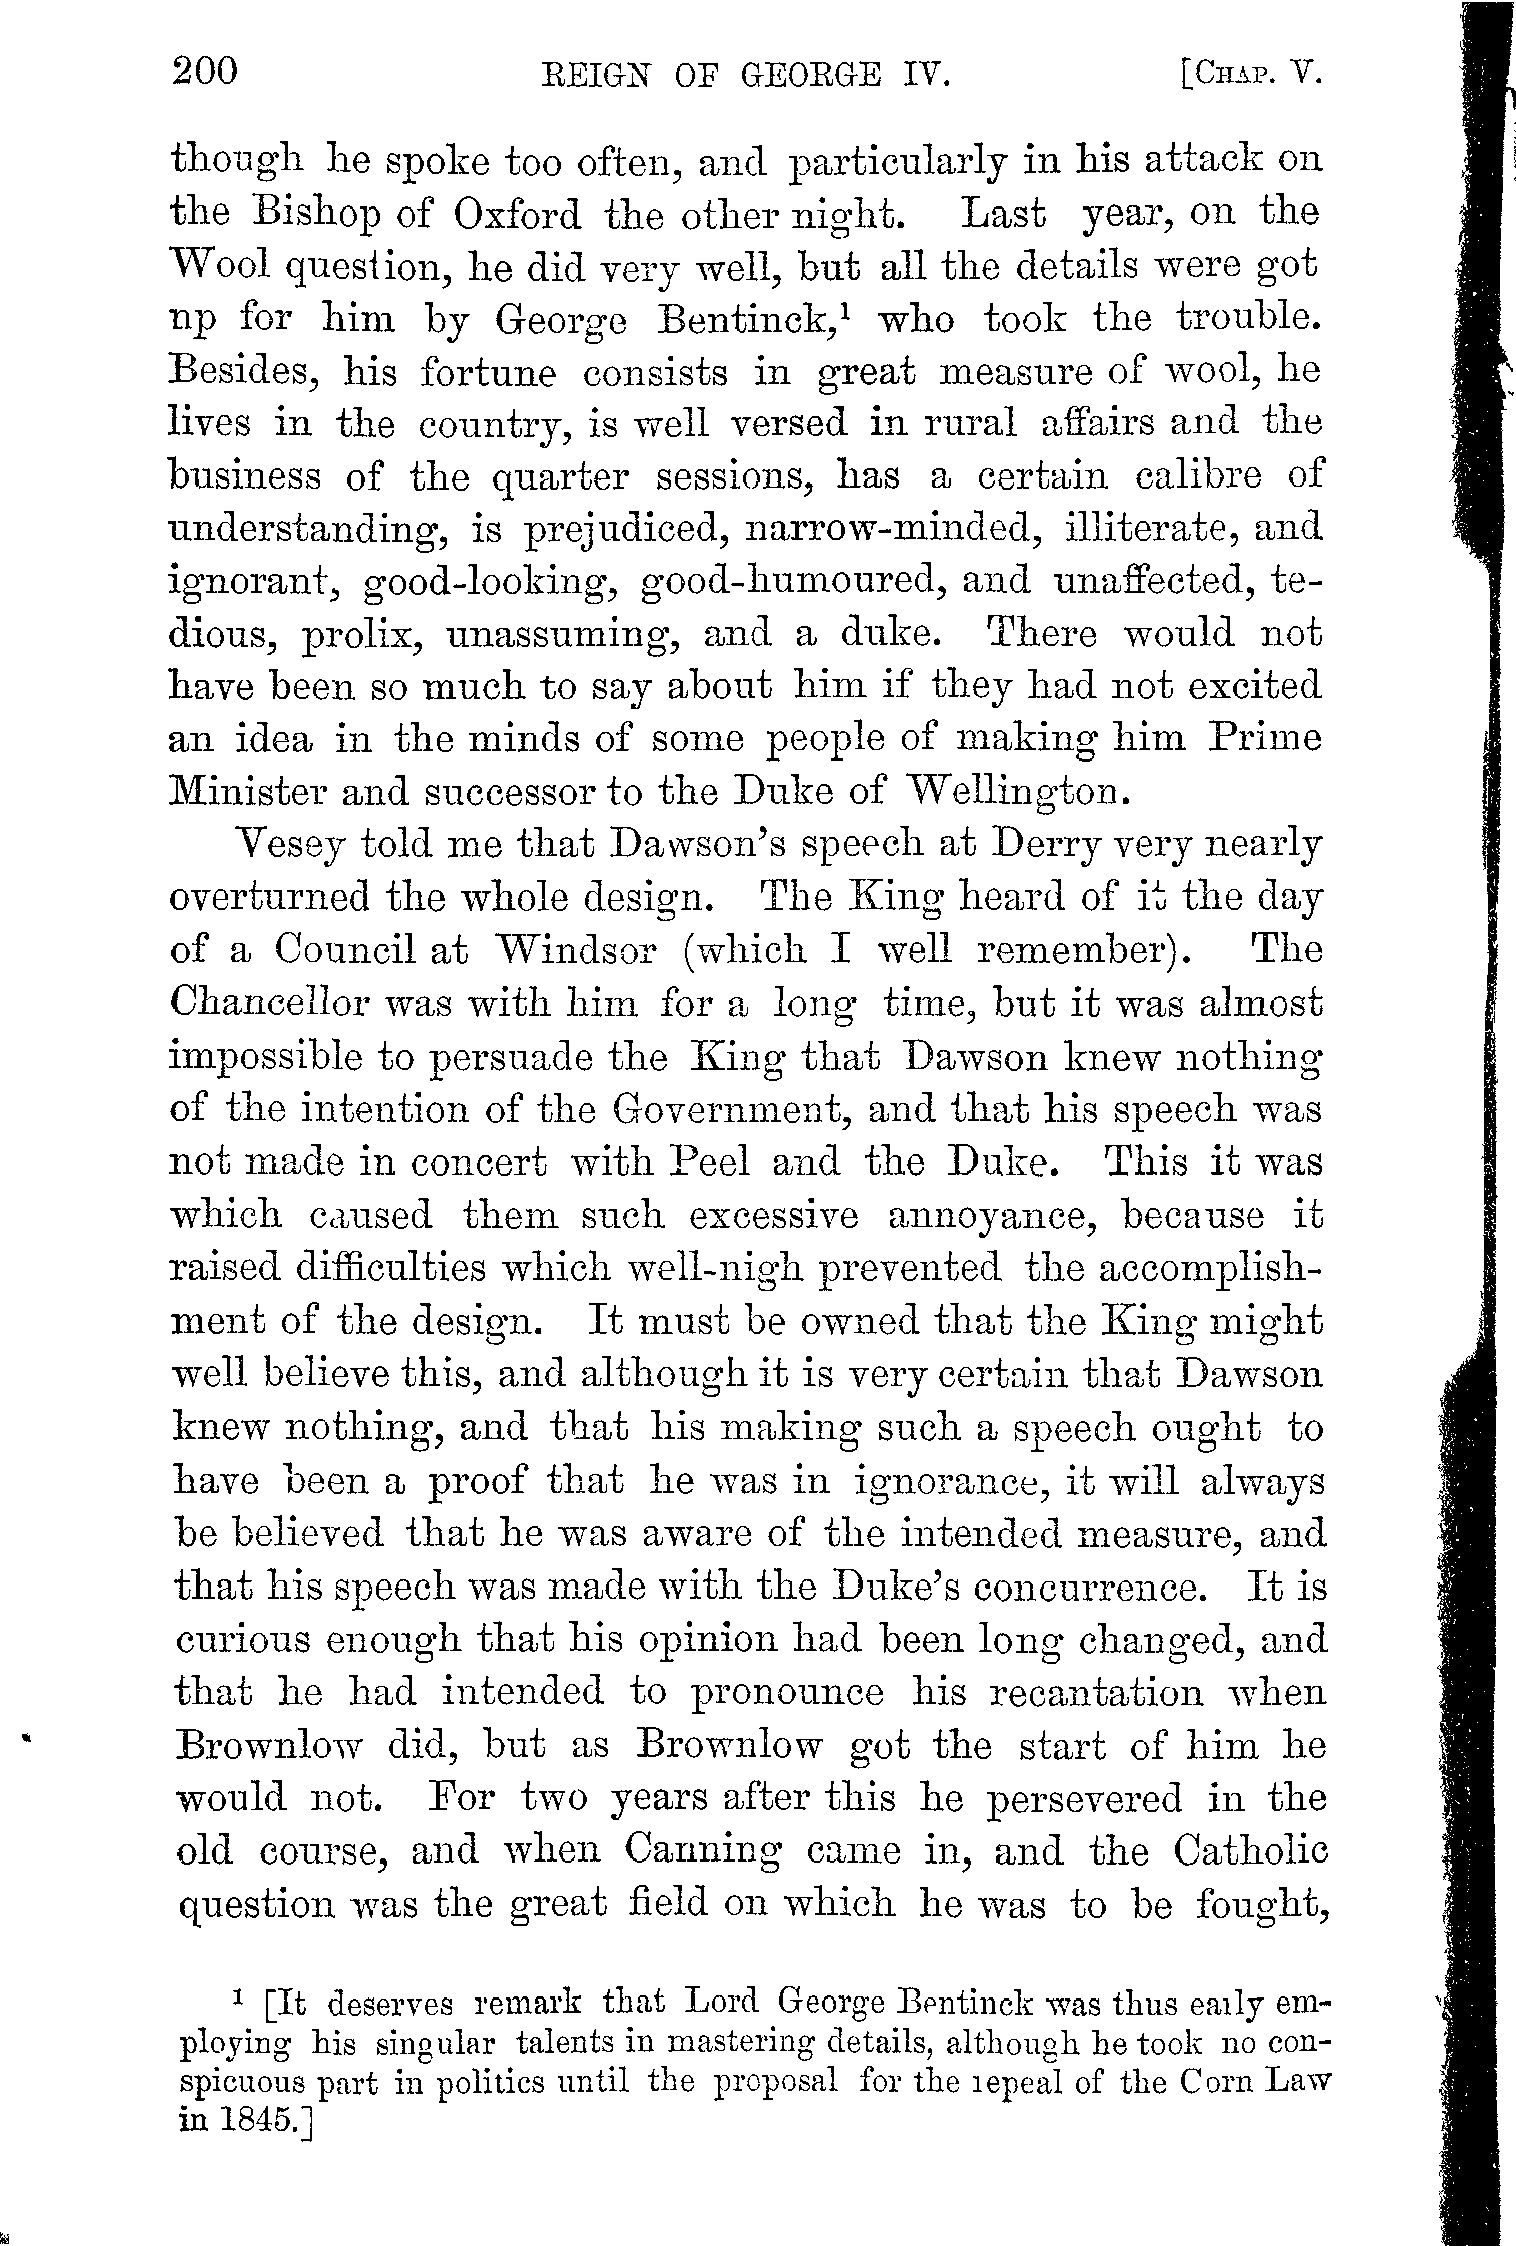 200 REIGN OF GEORGE IV. [CHAP. V.
though he spoke too often, and particularly in his attack on
the Bishop of Oxford the other night. Last year, on the
Wool question, he did very well, but all the details were got
up for him by George Bentinck,¹ who took the trouble.
Besides, his fortune consists in great measure of wool, he
lives in the country, is well versed in rural affairs and the
business of the quarter sessions, has a certain calibre of
understanding, is prejudiced, narrow-minded, illiterate, and
ignorant, good-looking, good-humoured, and unaffected, te-
dious, prolix, unassuming, and a duke. There would not
have been so much to say about him if they had not excited
an idea in the minds of some people of making him Prime
Minister and successor to the Duke of Wellington.
Vesey told me that Dawson's speech at Derry very nearly
overturned the whole design. The King heard of it the day
of a Council at Windsor (which I well remember). The
Chancellor was with him for a long time, but it was almost
impossible to persuade the King that Dawson knew nothing
of the intention of the Government, and that his speech was
not made in concert with Peel and the Duke. This it was
which caused them such excessive annoyance, because it
raised difficulties which well-nigh prevented the accomplish-
ment of the design. It must be owned that the King might
well believe this, and although it is very certain that Dawson
knew nothing, and that his making such a speech ought to
have been a proof that he was in ignorance, it will always
be believed that he was aware of the intended measure, and
that his speech was made with the Duke's concurrence. It is
curious enough that his opinion had been long changed, and
that he had intended to pronounce his recantation when
Brownlow did, but as Brownlow got the start of him he
would not. For two years after this he persevered in the
old course, and when Canning came in, and the Catholic
question was the great field on which he was to be fought,
¹ [It deserves remark that Lord George Bentinck was thus early em-
ploying his singular talents in mastering details, although he took no con-
spicuous part in politics until the proposal for the repeal of the Corn Law
in 1845.]